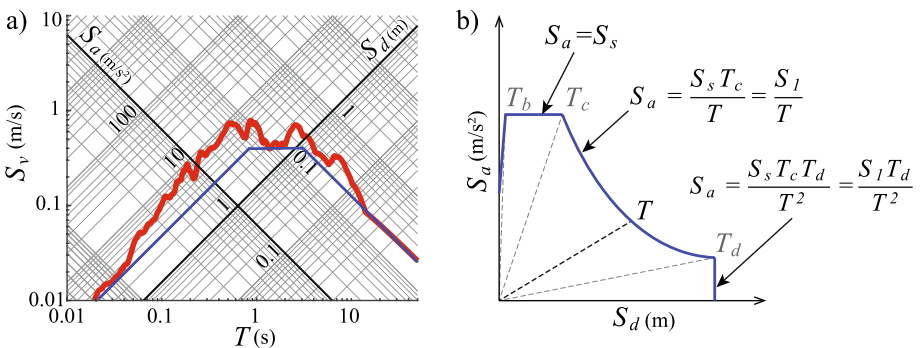 a)
10
1
0.1
0.01
S_v (m/s)
S_a (m/s²)
S_d (m)
100
10
1
0.1
1
0.1
0.01
0.1
1
10
T (s)
b)
S_a=S_s
T_b
T_c
S_a = S_s T_c / T = S_1 / T
S_a (m/s²)
S_a = S_s T_c T_d / T² = S_1 T_d / T²
T
T_d
S_d (m)